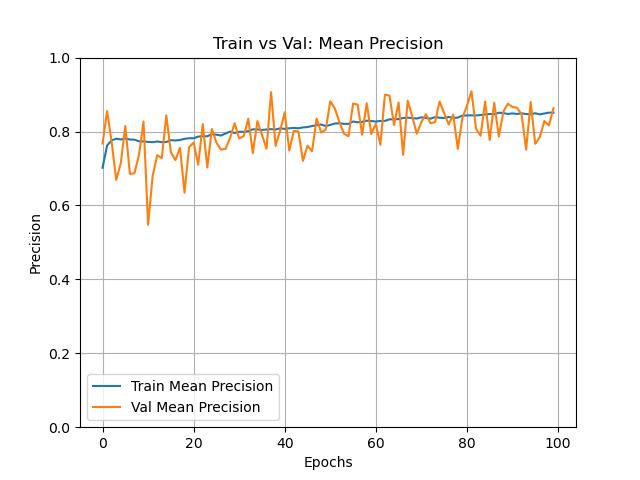 Train vs Val: Mean Precision
1.0
0.8
0.6
0.4
0.2
0.0
Precision
Train Mean Precision
Val Mean Precision
0 20 40 60 80 100
Epochs